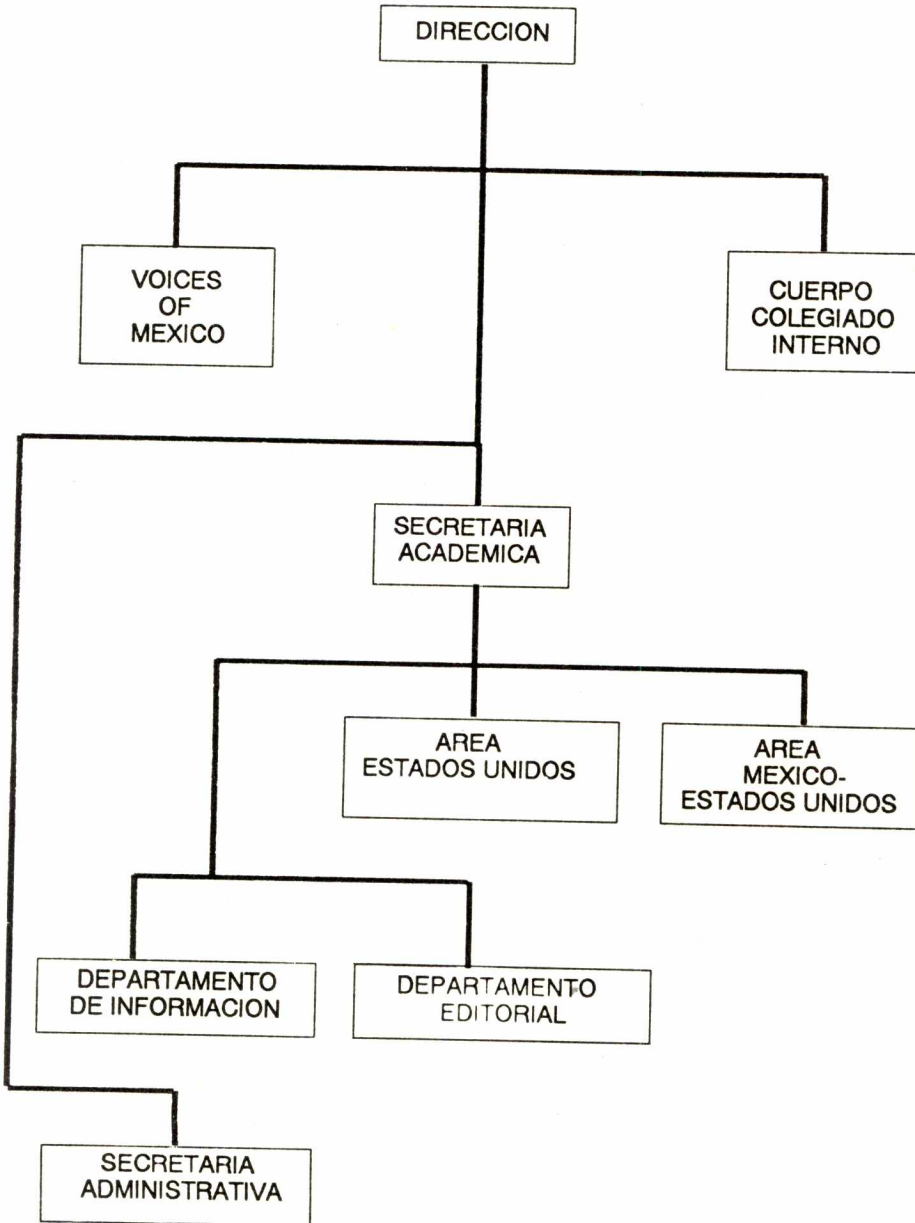 DIRECCION
VOICES
OF
MEXICO
CUERPO
COLEGIADO
INTERNO
SECRETARIA
ACADEMICA
AREA
ESTADOS UNIDOS
AREA
MEXICO-
ESTADOS UNIDOS
DEPARTAMENTO
DE INFORMACION
DEPARTAMENTO
EDITORIAL
SECRETARIA
ADMINISTRATIVA